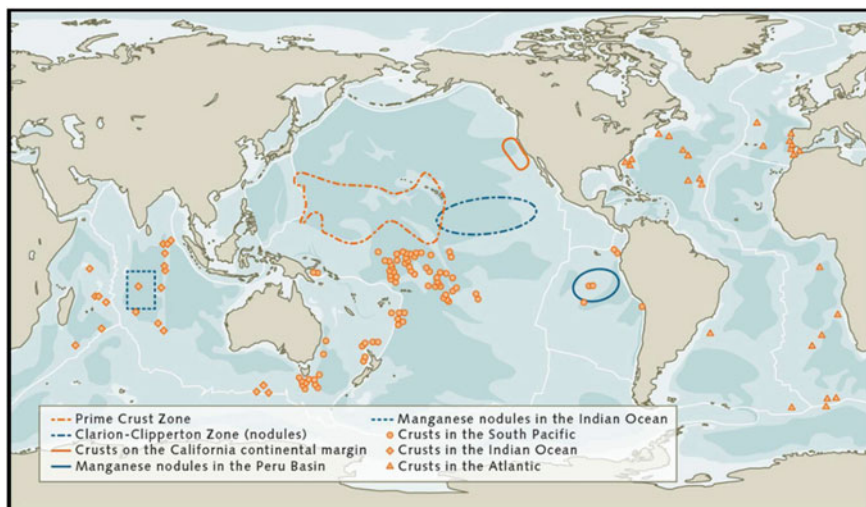 Prime Crust Zone
Clarion-Clipperton Zone (nodules)
Crusts on the California continental margin
Manganese nodules in the Peru Basin
Manganese nodules in the Indian Ocean
Crusts in the South Pacific
Crusts in the Indian Ocean
Crusts in the Atlantic